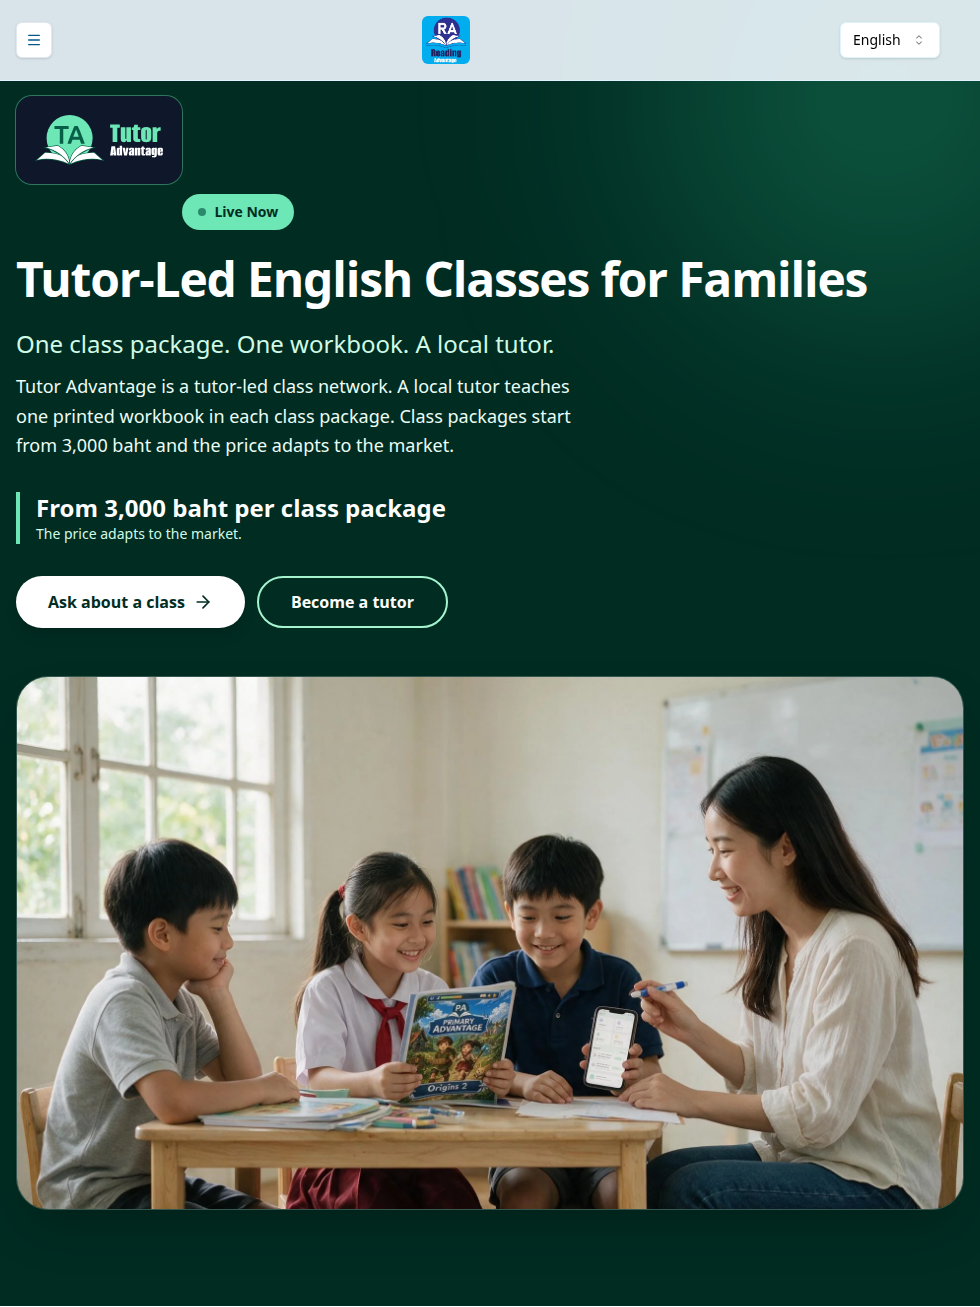 RA
Reading
Advantage
English
TA
Tutor
Advantage
Live Now
Tutor-Led English Classes for Families
One class package. One workbook. A local tutor.
Tutor Advantage is a tutor-led class network. A local tutor teaches
one printed workbook in each class package. Class packages start
from 3,000 baht and the price adapts to the market.
From 3,000 baht per class package
The price adapts to the market.
Ask about a class
Become a tutor
PA
PRIMARY
ADVANTAGE
Origins 2